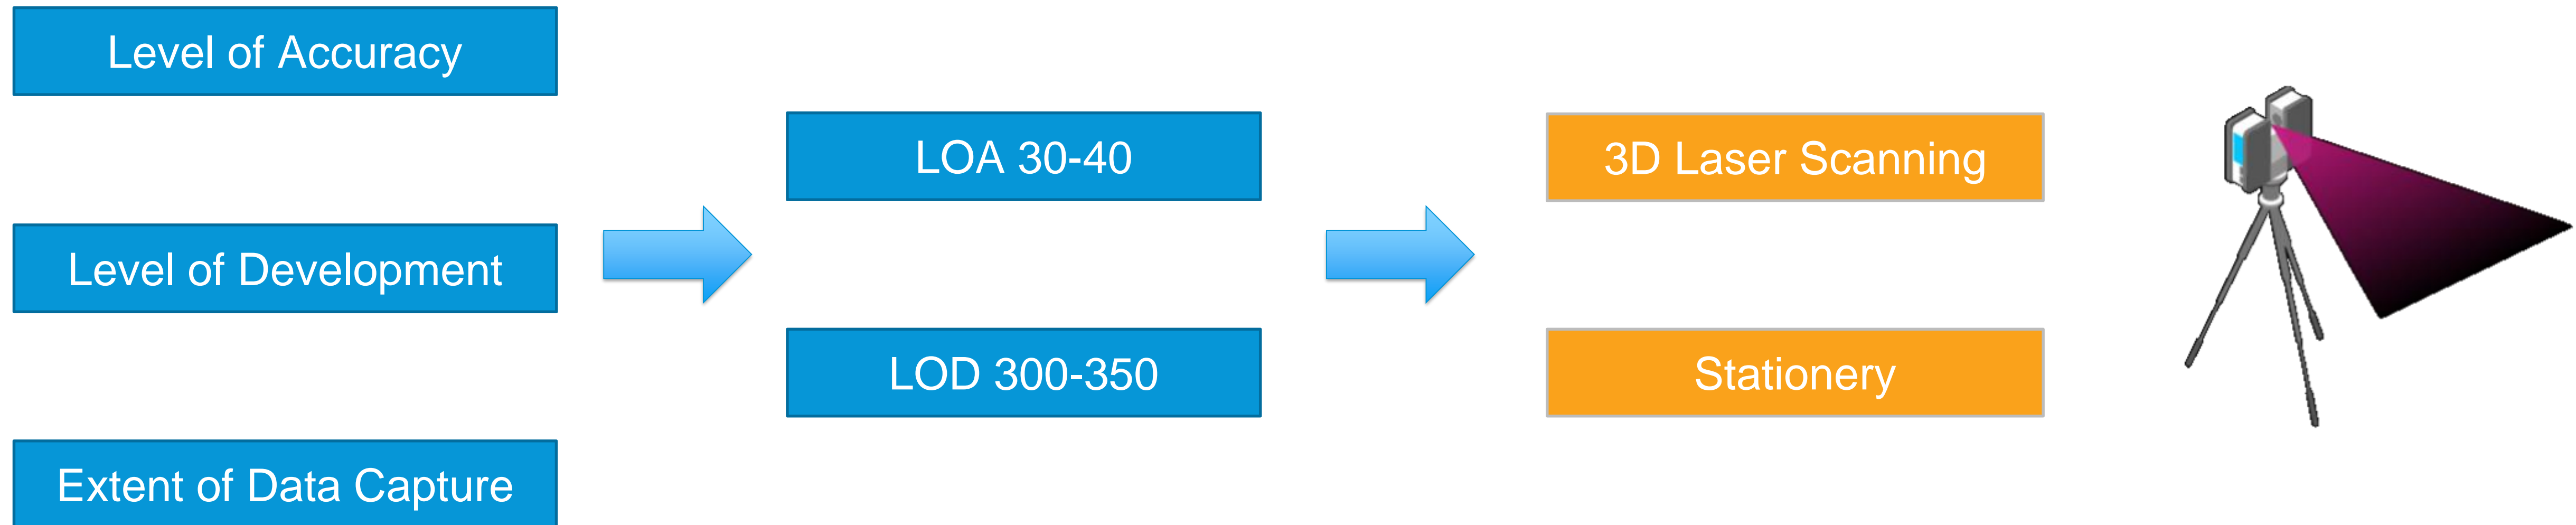 Level of Accuracy
Level of Development
Extent of Data Capture
LOA 30-40
LOD 300-350
3D Laser Scanning
Stationery